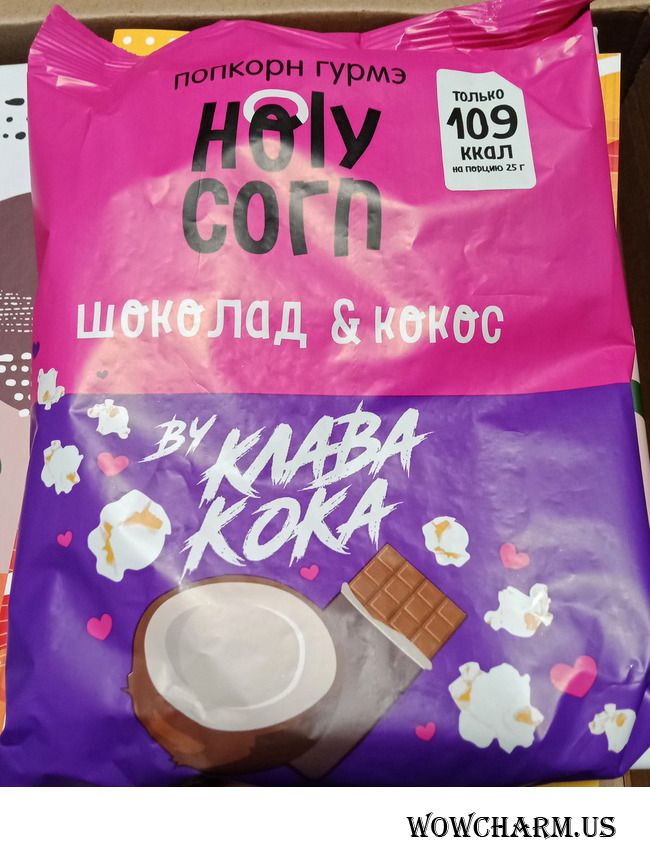 попкорн гурмэ
Holy
corn
только
109
ккал
на порцию 25 г
шоколад & кокос
BY КЛАВА
КОКА
WOWCHARM.US